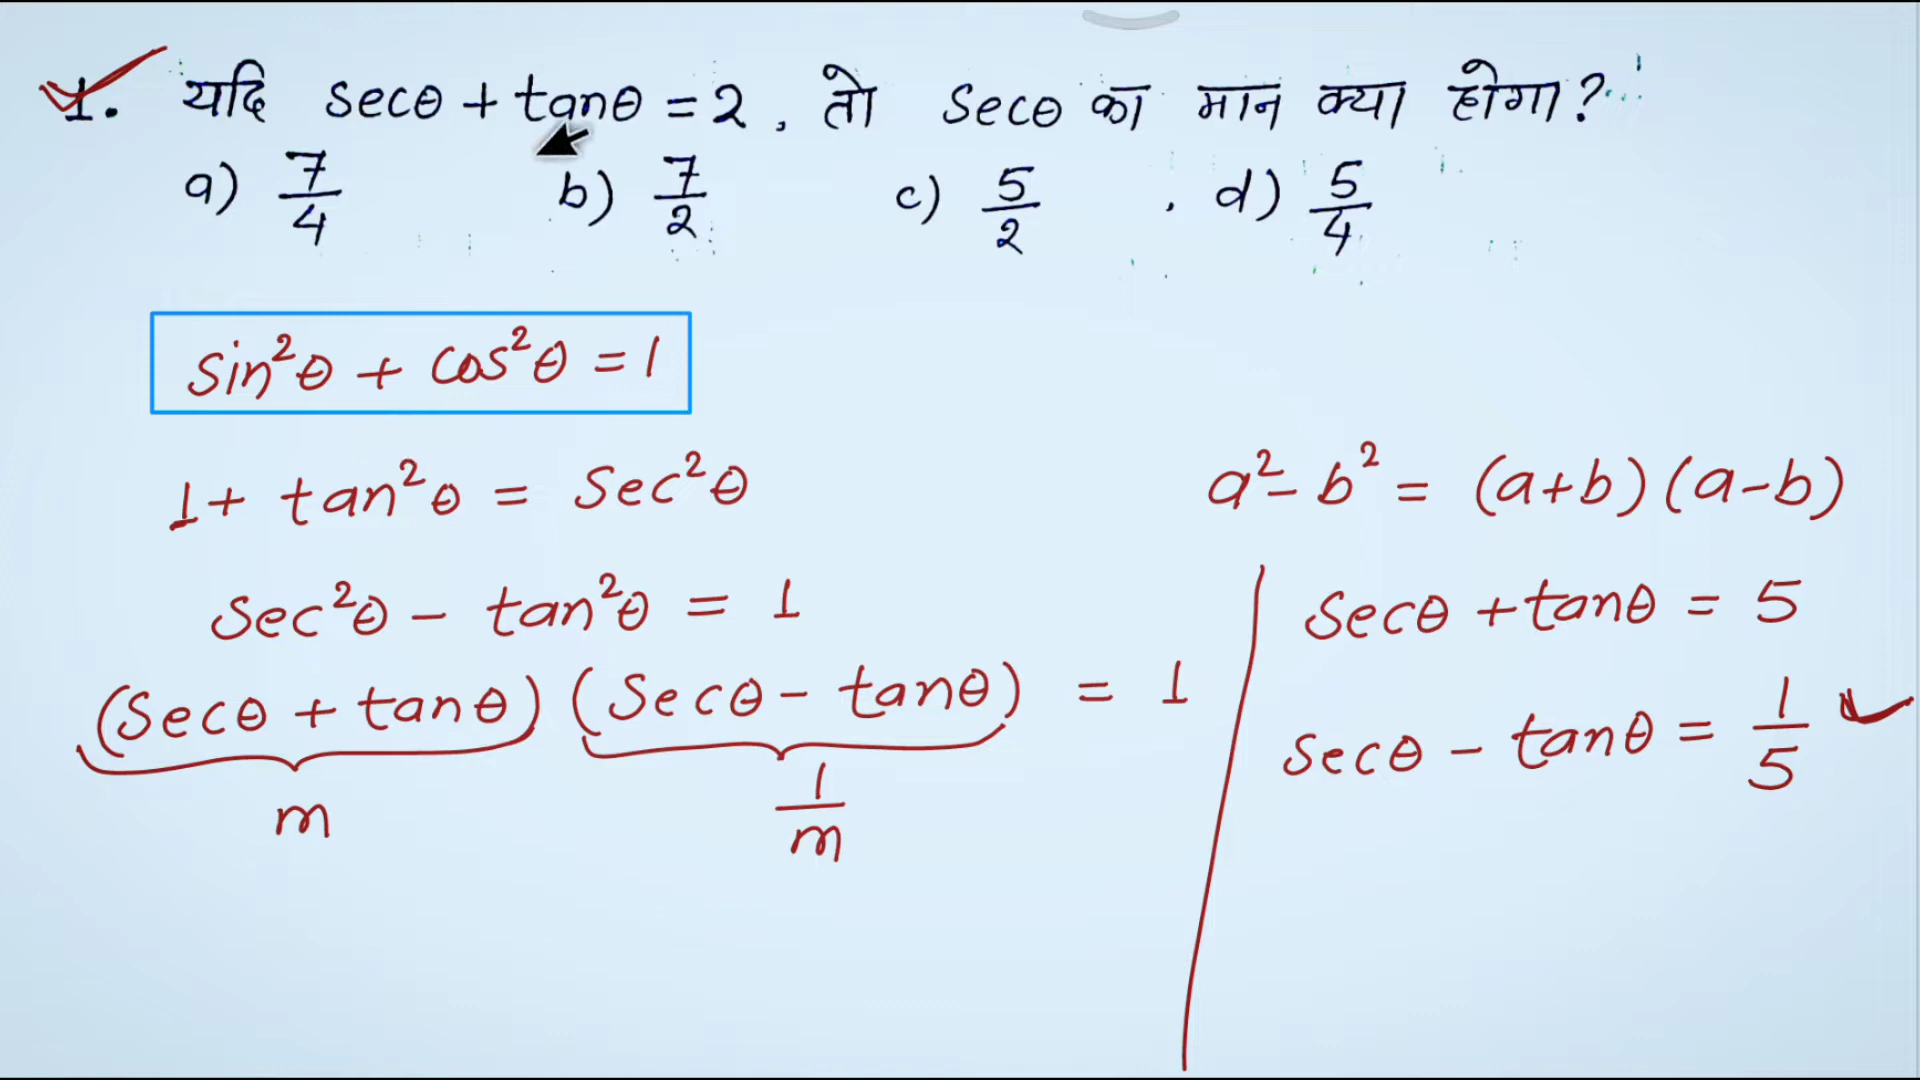 1. यदि secθ + tanθ = 2, तो secθ का मान क्या होगा?
a) 7/4 b) 7/2 c) 5/2 d) 5/4
sin²θ + cos²θ = 1
1 + tan²θ = sec²θ
a² - b² = (a+b)(a-b)
sec²θ - tan²θ = 1
secθ + tanθ = 5
(secθ + tanθ)(secθ - tanθ) = 1
secθ - tanθ = 1/5
m 1/m